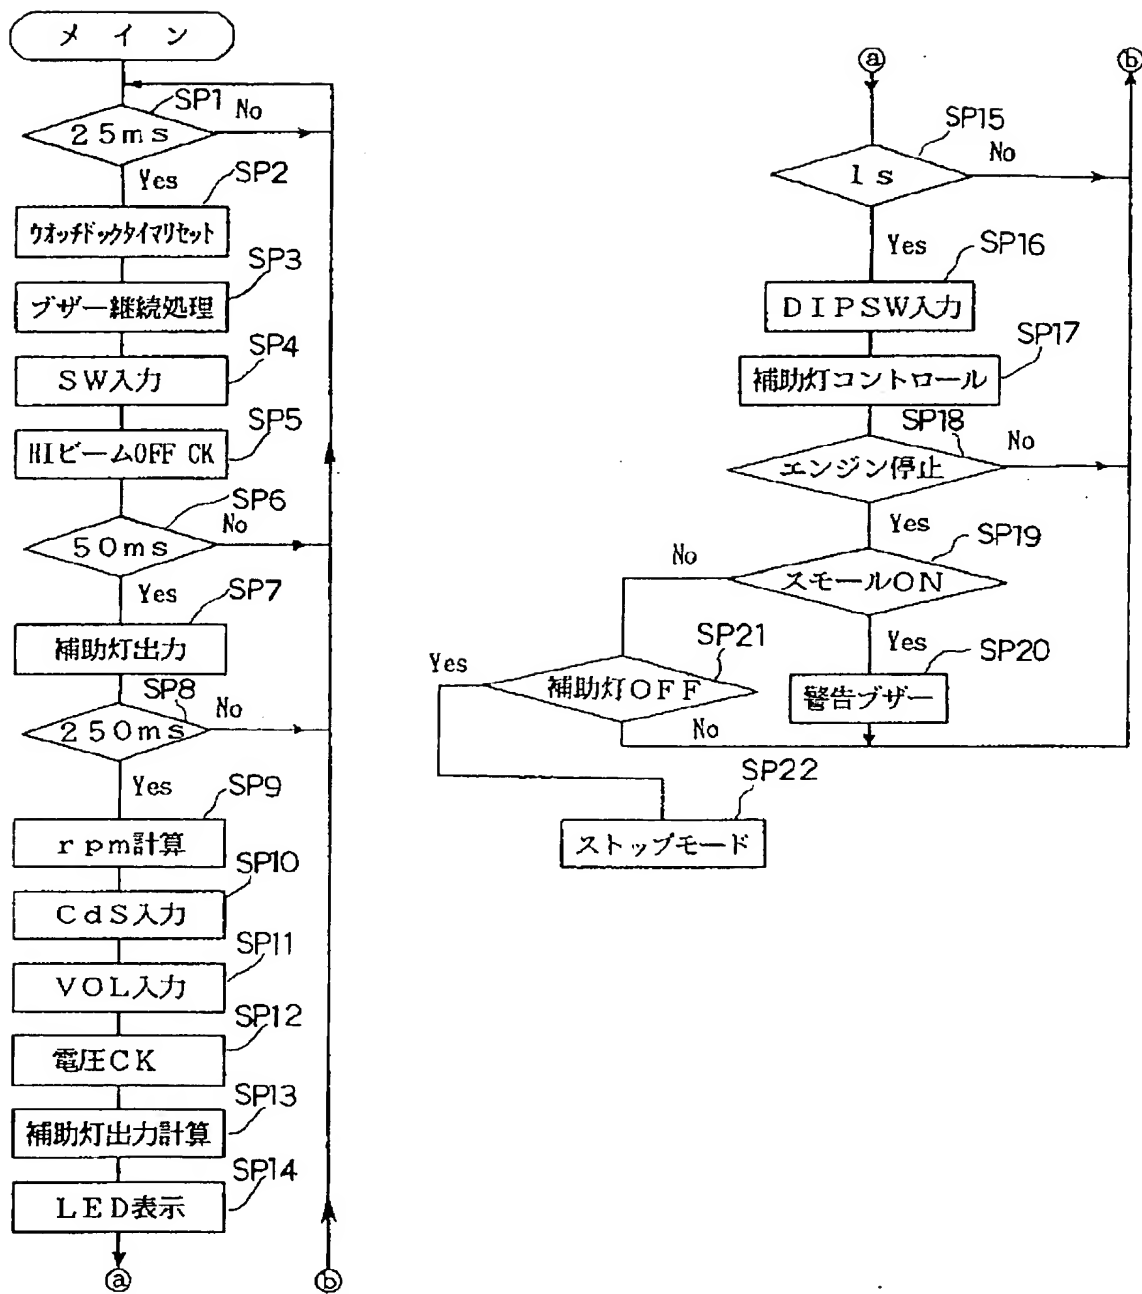 メイン
SP1
No
25ms
Yes
SP2
ウオッチドックタイマリセット
SP3
ブザー継続処理
SP4
SW入力
SP5
HIビームOFF CK
SP6
No
50ms
Yes
SP7
補助灯出力
SP8
No
250ms
Yes
SP9
rpm計算
SP10
CdS入力
SP11
VOL入力
SP12
電圧CK
SP13
補助灯出力計算
SP14
LED表示
ⓐ
ⓑ
ⓐ
ⓑ
SP15
No
1s
Yes
SP16
DIPSW入力
SP17
補助灯コントロール
SP18
No
エンジン停止
Yes
SP19
No
スモールON
Yes
SP21
SP20
Yes
補助灯OFF
警告ブザー
No
SP22
ストップモード